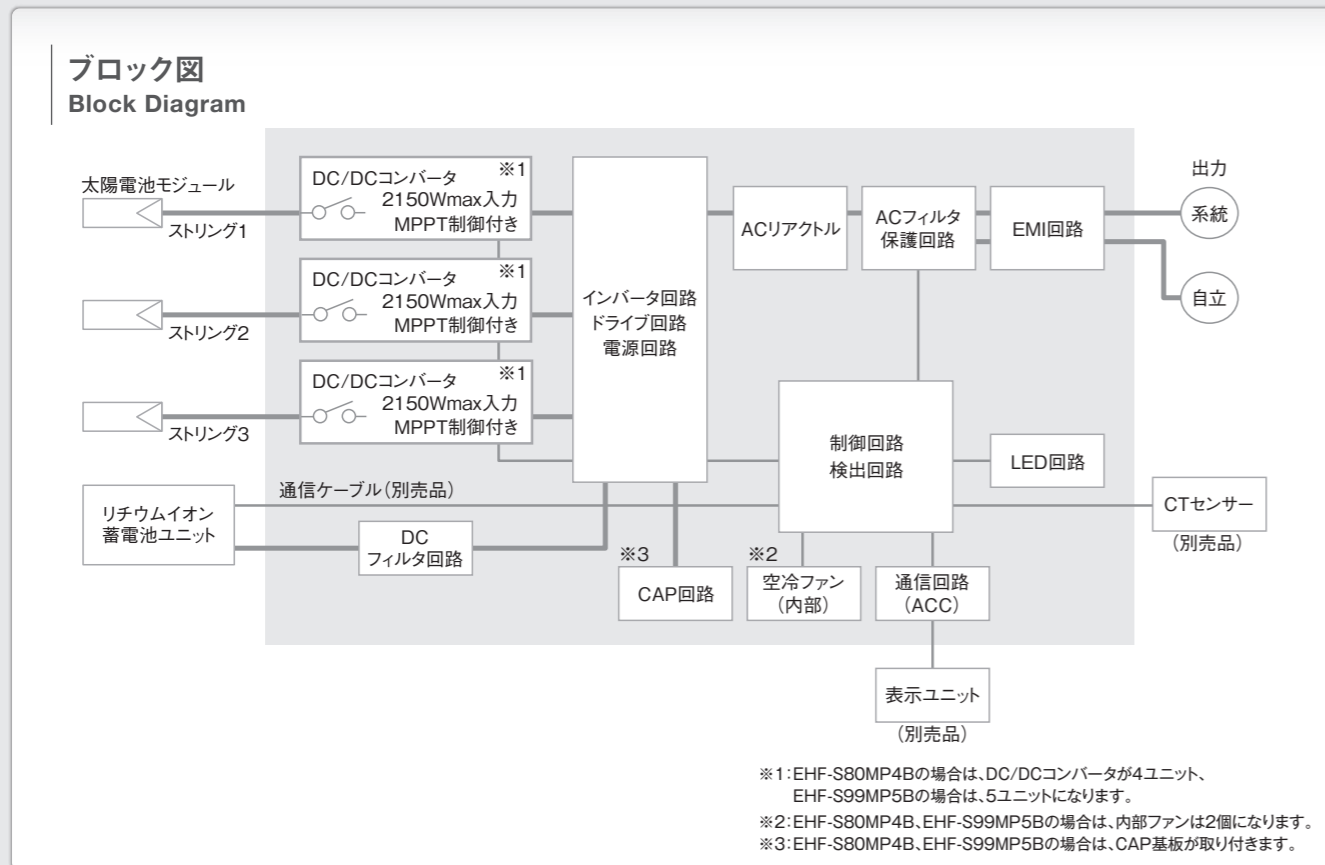 ブロック図
Block Diagram
太陽電池モジュール
ストリング1
ストリング2
ストリング3
DC/DCコンバータ ※1
2150Wmax入力
MPPT制御付き
DC/DCコンバータ ※1
2150Wmax入力
MPPT制御付き
DC/DCコンバータ ※1
2150Wmax入力
MPPT制御付き
インバータ回路
ドライブ回路
電源回路
ACリアクトル
ACフィルタ
保護回路
EMI回路
出力
系統
自立
制御回路
検出回路
LED回路
通信ケーブル(別売品)
リチウムイオン
蓄電池ユニット
DC
フィルタ回路
CTセンサー
(別売品)
※3
CAP回路
※2
空冷ファン
(内部)
通信回路
(ACC)
表示ユニット
(別売品)
※1:EHF-S80MP4Bの場合は、DC/DCコンバータが4ユニット、
EHF-S99MP5Bの場合は、5ユニットになります。
※2:EHF-S80MP4B、EHF-S99MP5Bの場合は、内部ファンは2個になります。
※3:EHF-S80MP4B、EHF-S99MP5Bの場合は、CAP基板が取り付きます。